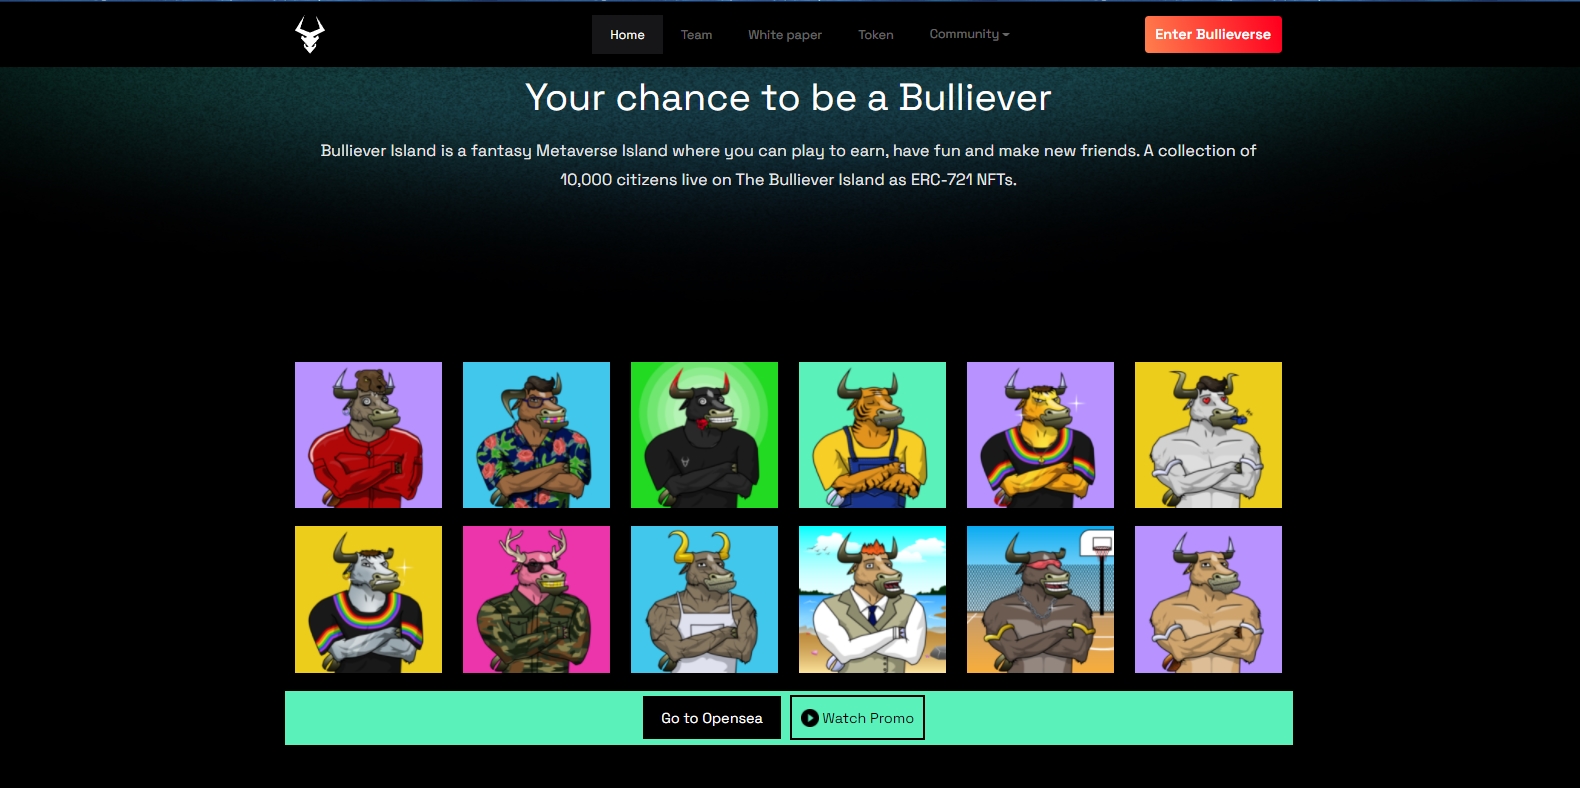 Home
Team
White paper
Token
Community
Enter Bullieverse
Your chance to be a Bulliever
Bulliever Island is a fantasy Metaverse Island where you can play to earn, have fun and make new friends. A collection of
10,000 citizens live on The Bulliever Island as ERC-721 NFTs.
Go to Opensea
Watch Promo